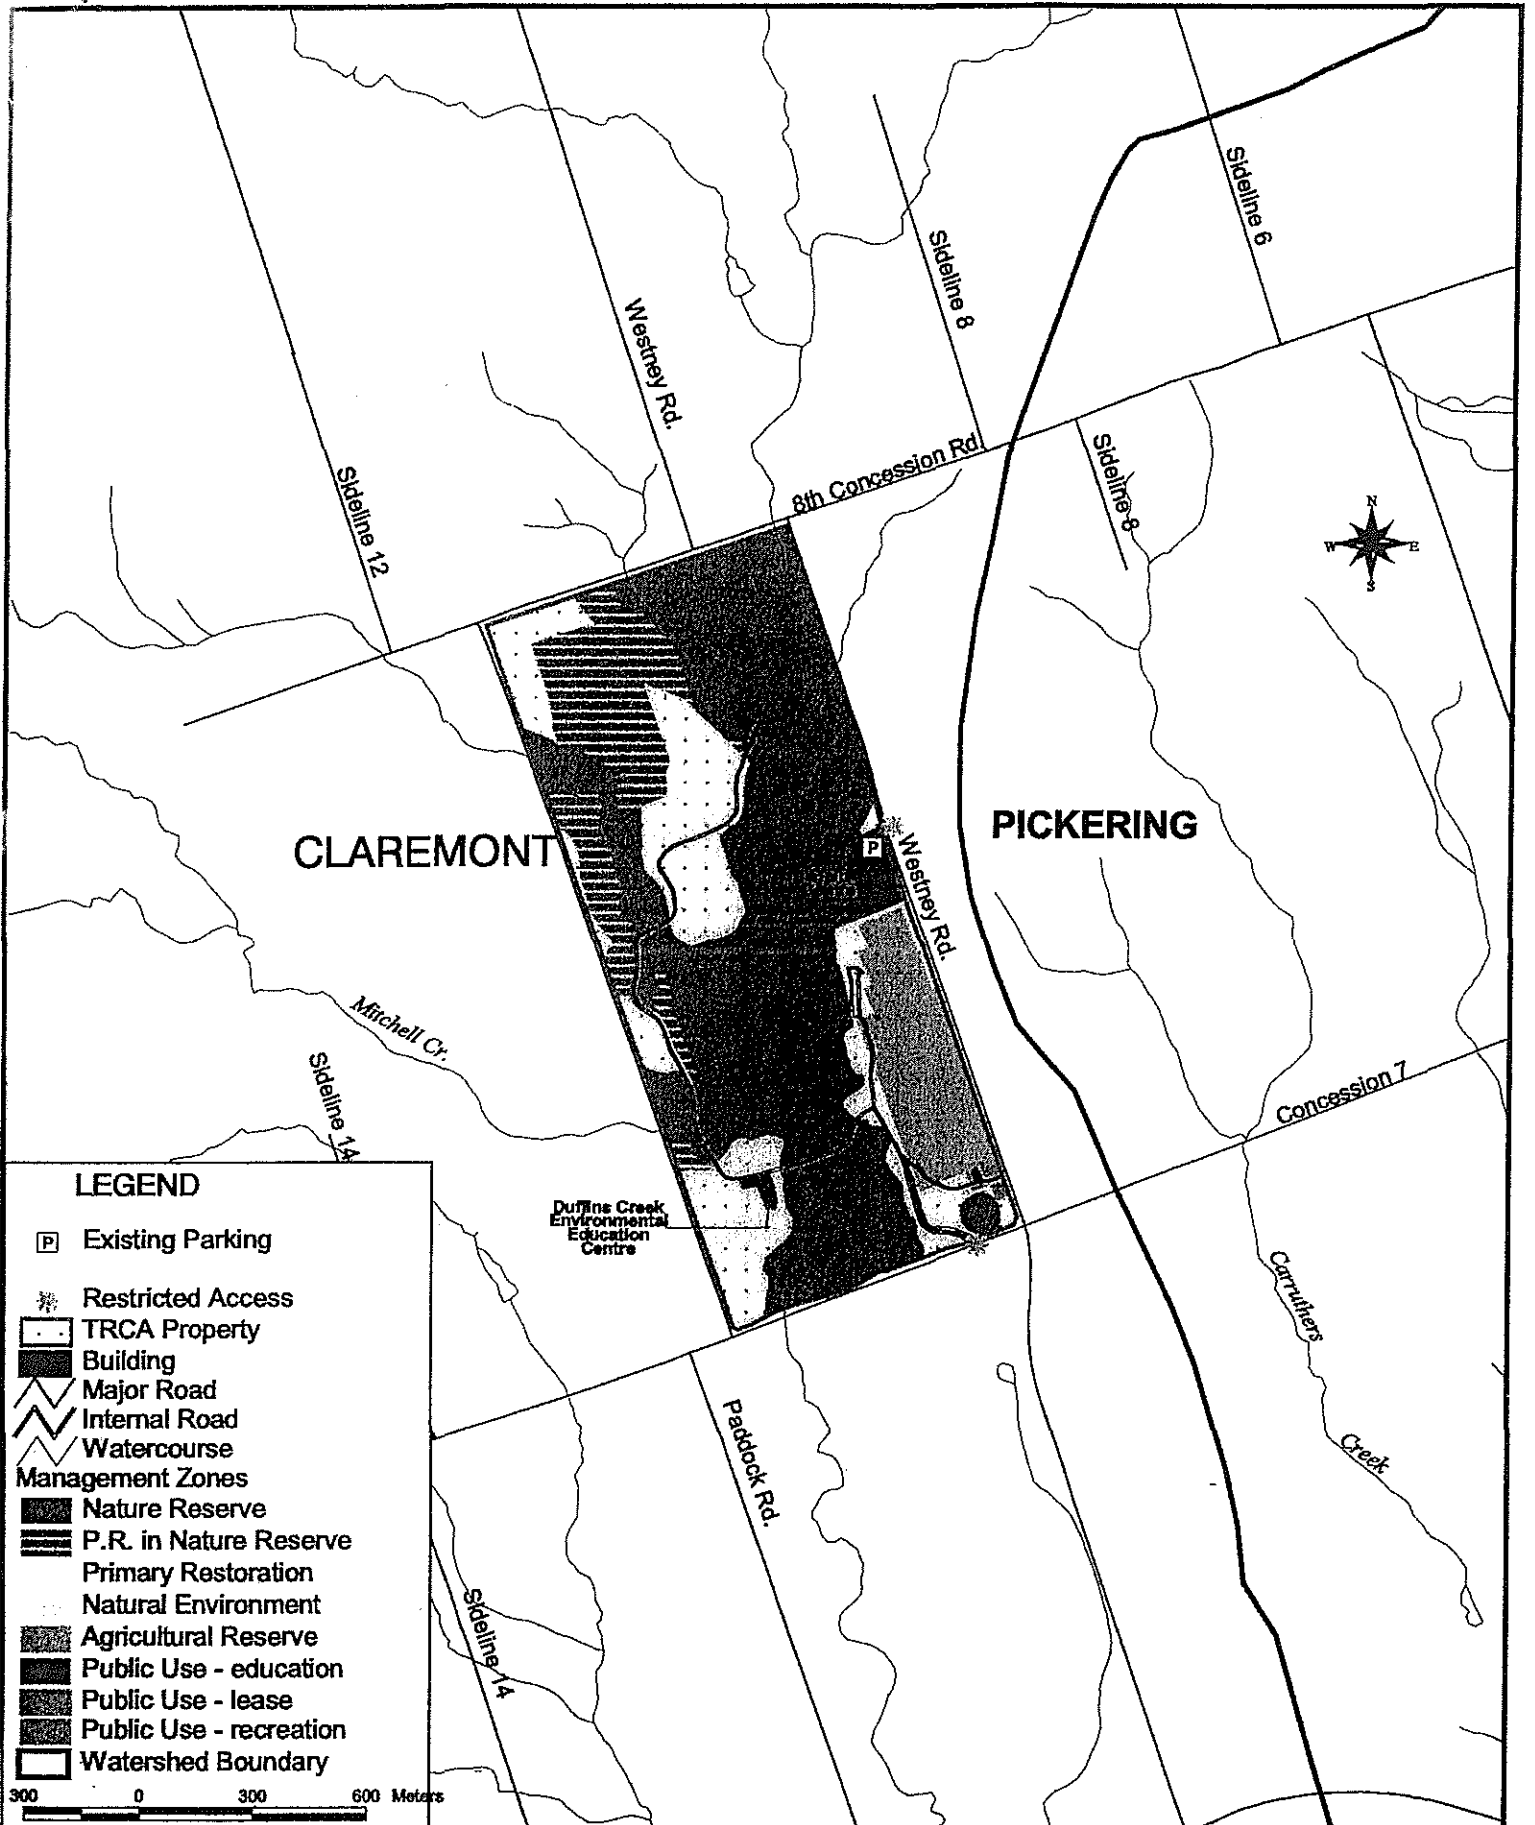 Sideline 6
Sideline 8
Westney Rd.
8th Concession Rd.
Sideline 8
Sideline 12
N
W E
S
CLAREMONT
PICKERING
P
Westney Rd.
Mitchell Cr.
Sideline 14
Concession 7
Duffins Creek
Environmental
Education
Centre
Carruthers
Creek
Paddock Rd.
Sideline 14
LEGEND
P Existing Parking
Restricted Access
TRCA Property
Building
Major Road
Internal Road
Watercourse
Management Zones
Nature Reserve
P.R. in Nature Reserve
Primary Restoration
Natural Environment
Agricultural Reserve
Public Use - education
Public Use - lease
Public Use - recreation
Watershed Boundary
300 0 300 600 Meters